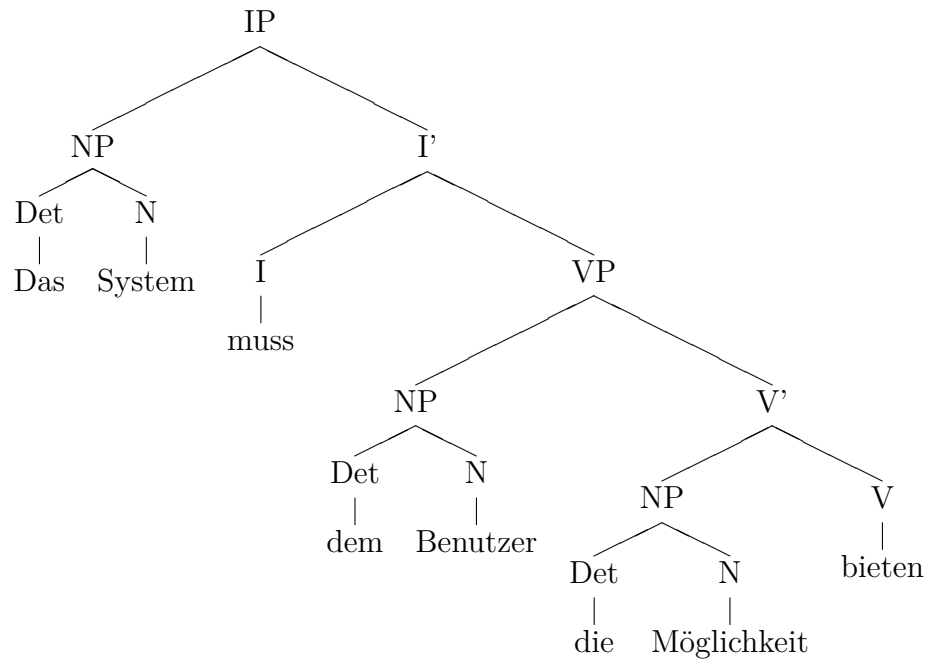 IP
NP I'
Det N
Das System
I VP
muss
NP V'
Det N
dem Benutzer
NP V
Det N
die Möglichkeit
bieten